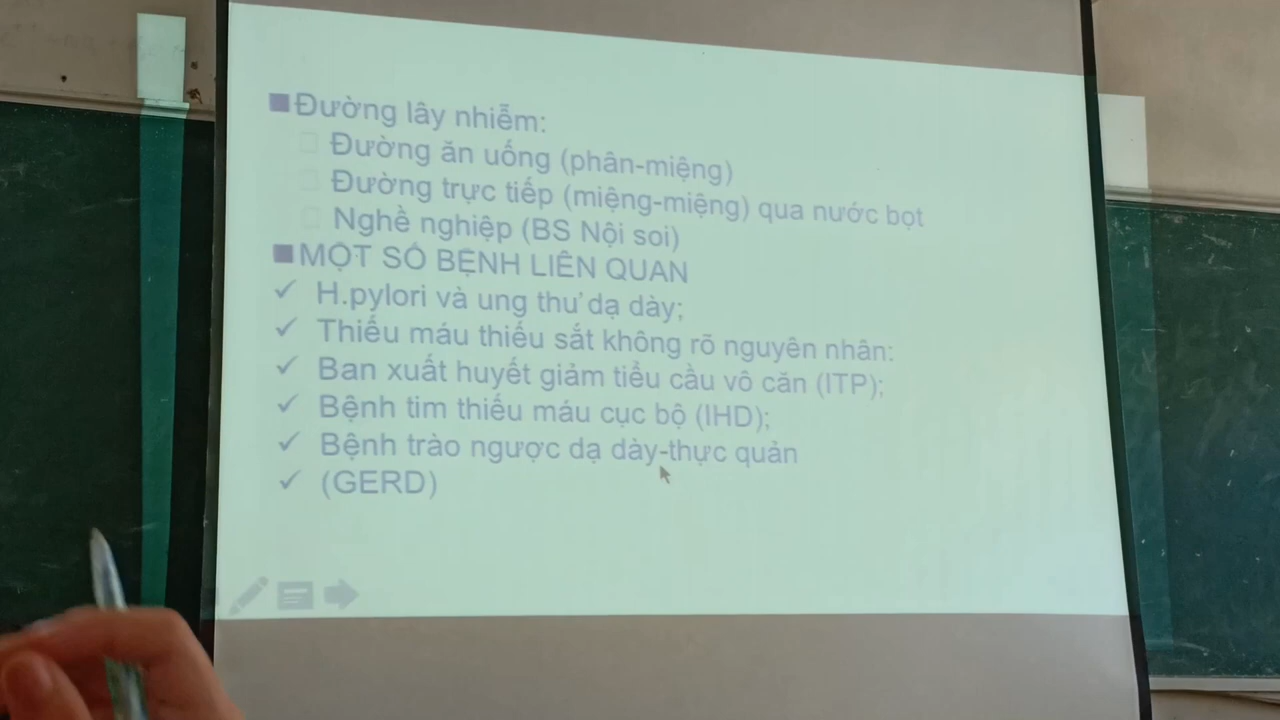 Đường lây nhiễm:
Đường ăn uống (phân-miệng)
Đường trực tiếp (miệng-miệng) qua nước bọt
Nghề nghiệp (BS Nội soi)
MỘT SỐ BỆNH LIÊN QUAN
H.pylori và ung thư dạ dày;
Thiếu máu thiếu sắt không rõ nguyên nhân:
Ban xuất huyết giảm tiểu cầu vô căn (ITP);
Bệnh tim thiếu máu cục bộ (IHD);
Bệnh trào ngược dạ dày-thực quản
(GERD)